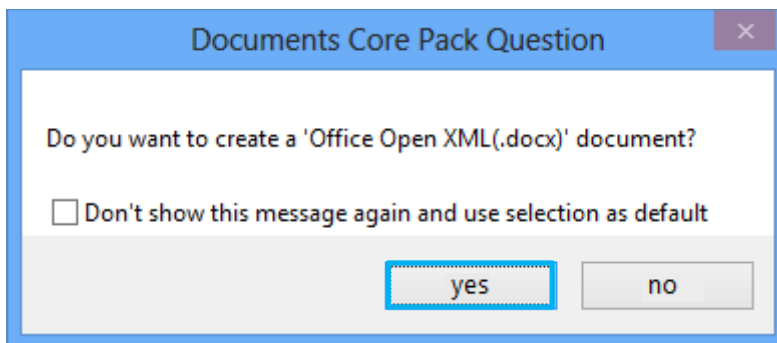 Documents Core Pack Question
Do you want to create a 'Office Open XML(.docx)' document?
Don't show this message again and use selection as default
yes
no